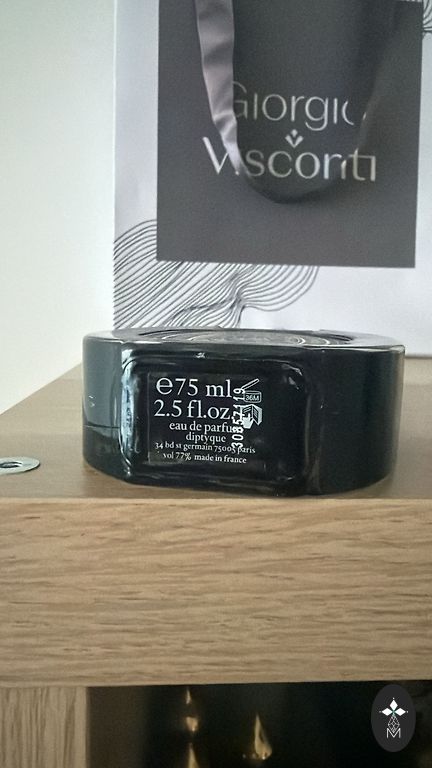 Giorgio
Visconti
℮75 ml
36M
2.5 fl.oz.
eau de parfu
diptyque
34 bd st germain 75005 paris
vol 77% made in france
M